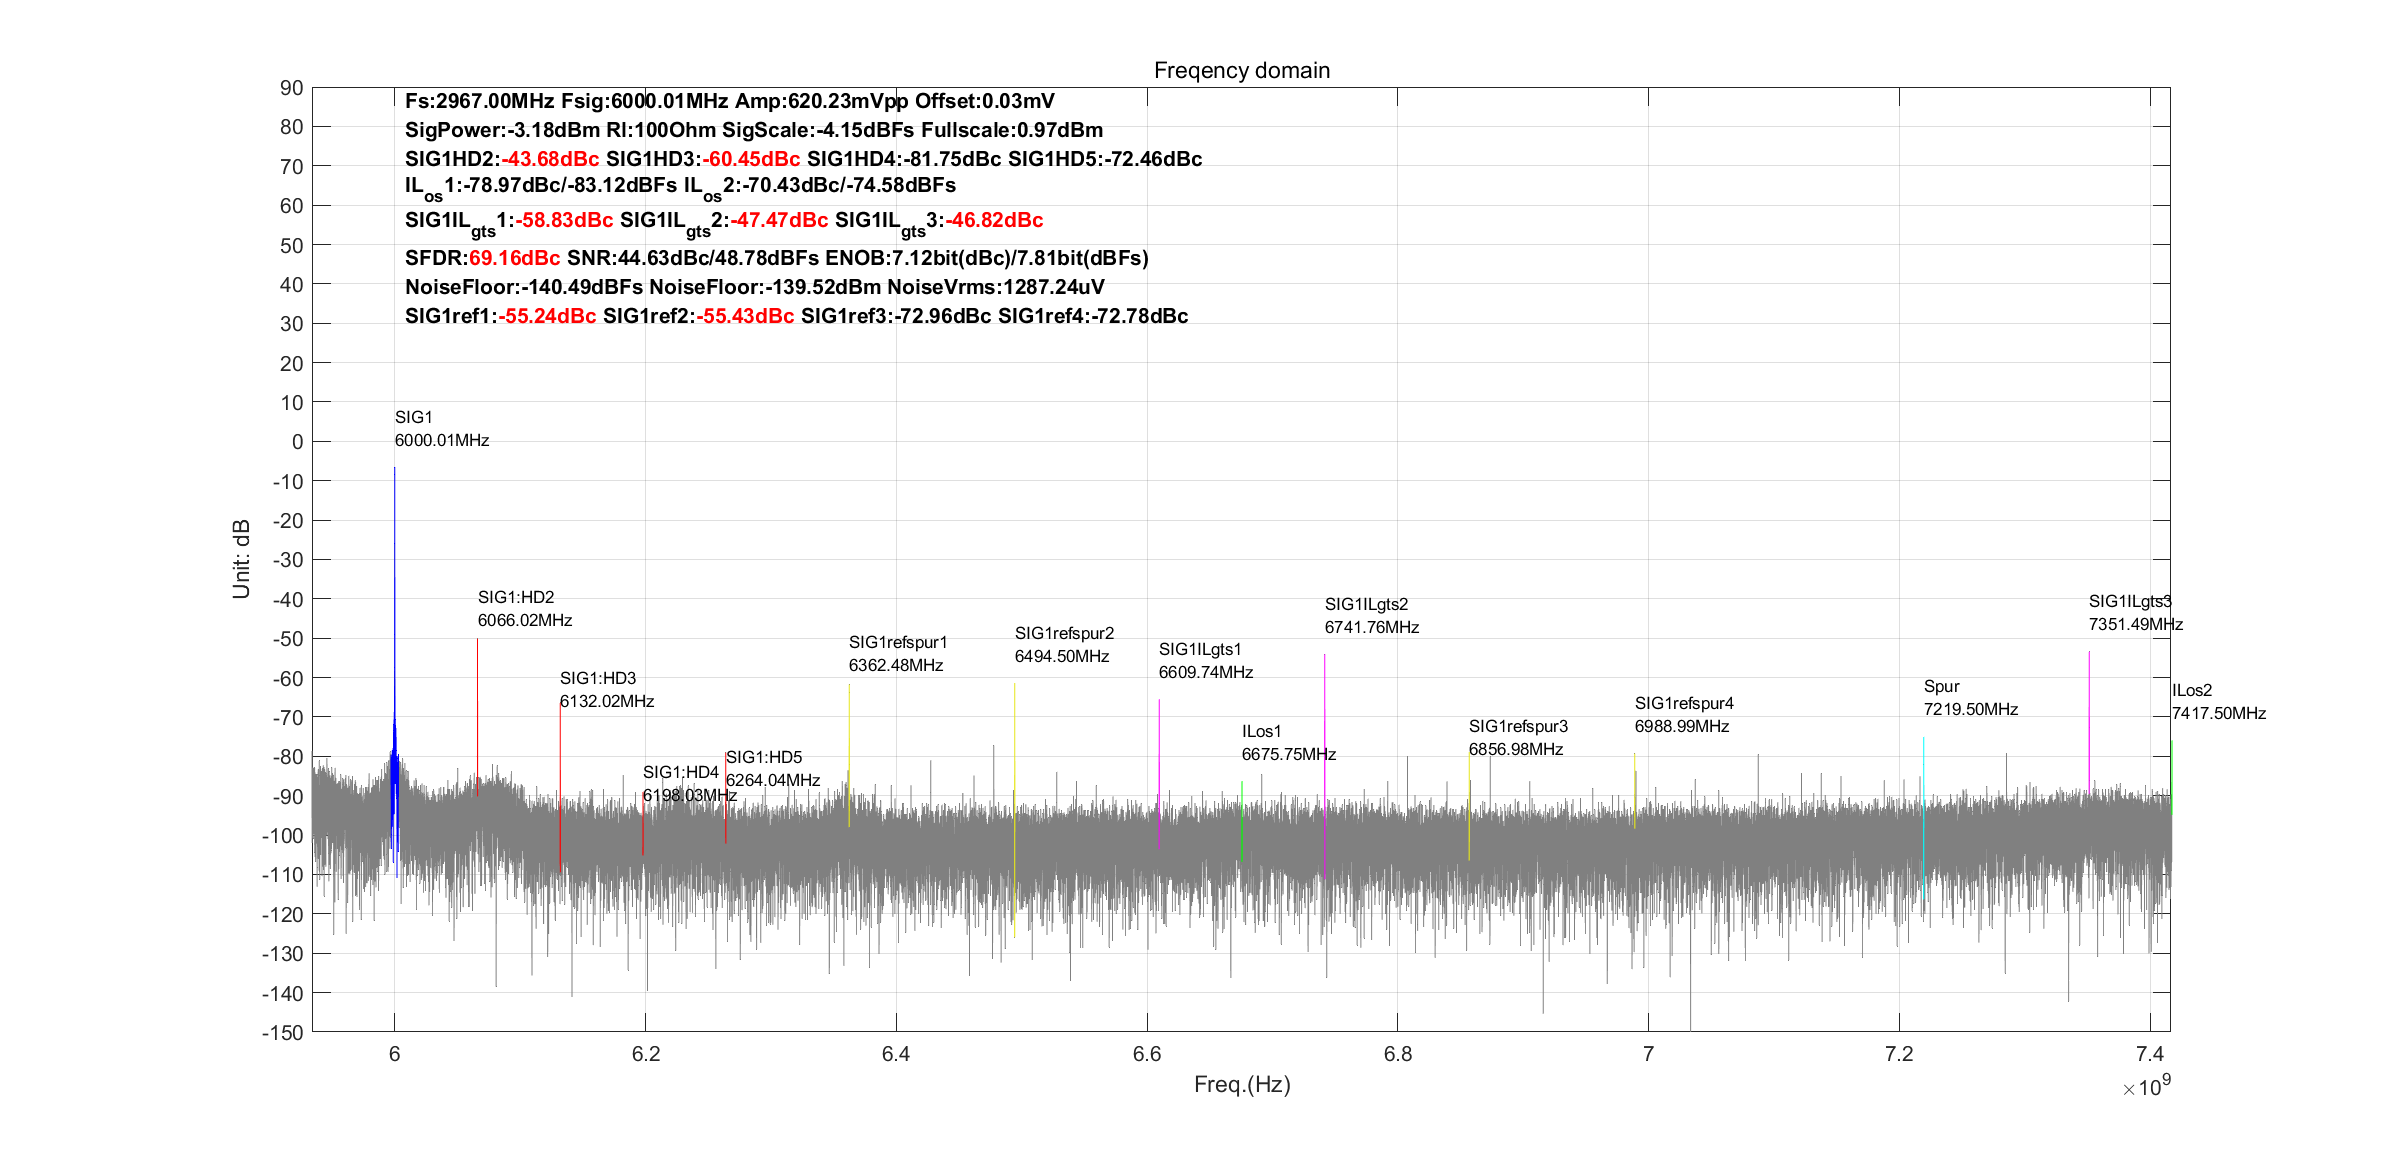 Freqency domain
Fs:2967.00MHz Fsig:6000.01MHz Amp:620.23mVpp Offset:0.03mV
SigPower:-3.18dBm Rl:100Ohm SigScale:-4.15dBFs Fullscale:0.97dBm
SIG1HD2:-43.68dBc SIG1HD3:-60.45dBc SIG1HD4:-81.75dBc SIG1HD5:-72.46dBc
ILos1:-78.97dBc/-83.12dBFs ILos2:-70.43dBc/-74.58dBFs
SIG1ILgts1:-58.83dBc SIG1ILgts2:-47.47dBc SIG1ILgts3:-46.82dBc
SFDR:69.16dBc SNR:44.63dBc/48.78dBFs ENOB:7.12bit(dBc)/7.81bit(dBFs)
NoiseFloor:-140.49dBFs NoiseFloor:-139.52dBm NoiseVrms:1287.24uV
SIG1ref1:-55.24dBc SIG1ref2:-55.43dBc SIG1ref3:-72.96dBc SIG1ref4:-72.78dBc
90
80
70
60
50
40
30
20
10
0
-10
-20
-30
-40
-50
-60
-70
-80
-90
-100
-110
-120
-130
-140
-150
Unit: dB
SIG1
6000.01MHz
SIG1:HD2
6066.02MHz
SIG1:HD3
6132.02MHz
SIG1:HD4
6198.03MHz
SIG1:HD5
6264.04MHz
SIG1refspur1
6362.48MHz
SIG1refspur2
6494.50MHz
SIG1ILgts1
6609.74MHz
ILos1
6675.75MHz
SIG1ILgts2
6741.76MHz
SIG1refspur3
6856.98MHz
SIG1refspur4
6988.99MHz
Spur
7219.50MHz
SIG1ILgts3
7351.49MHz
ILos2
7417.50MHz
6 6.2 6.4 6.6 6.8 7 7.2 7.4
Freq.(Hz)
×10^9